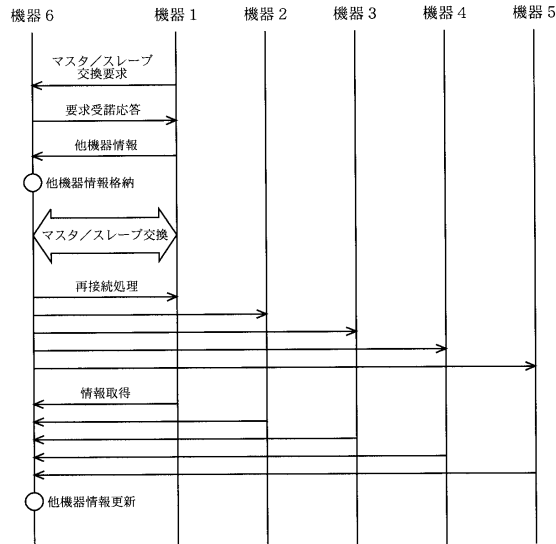 機器6 機器1 機器2 機器3 機器4 機器5
マスタ/スレーブ
交換要求
要求受諾応答
他機器情報
他機器情報格納
マスタ/スレーブ交換
再接続処理
情報取得
他機器情報更新